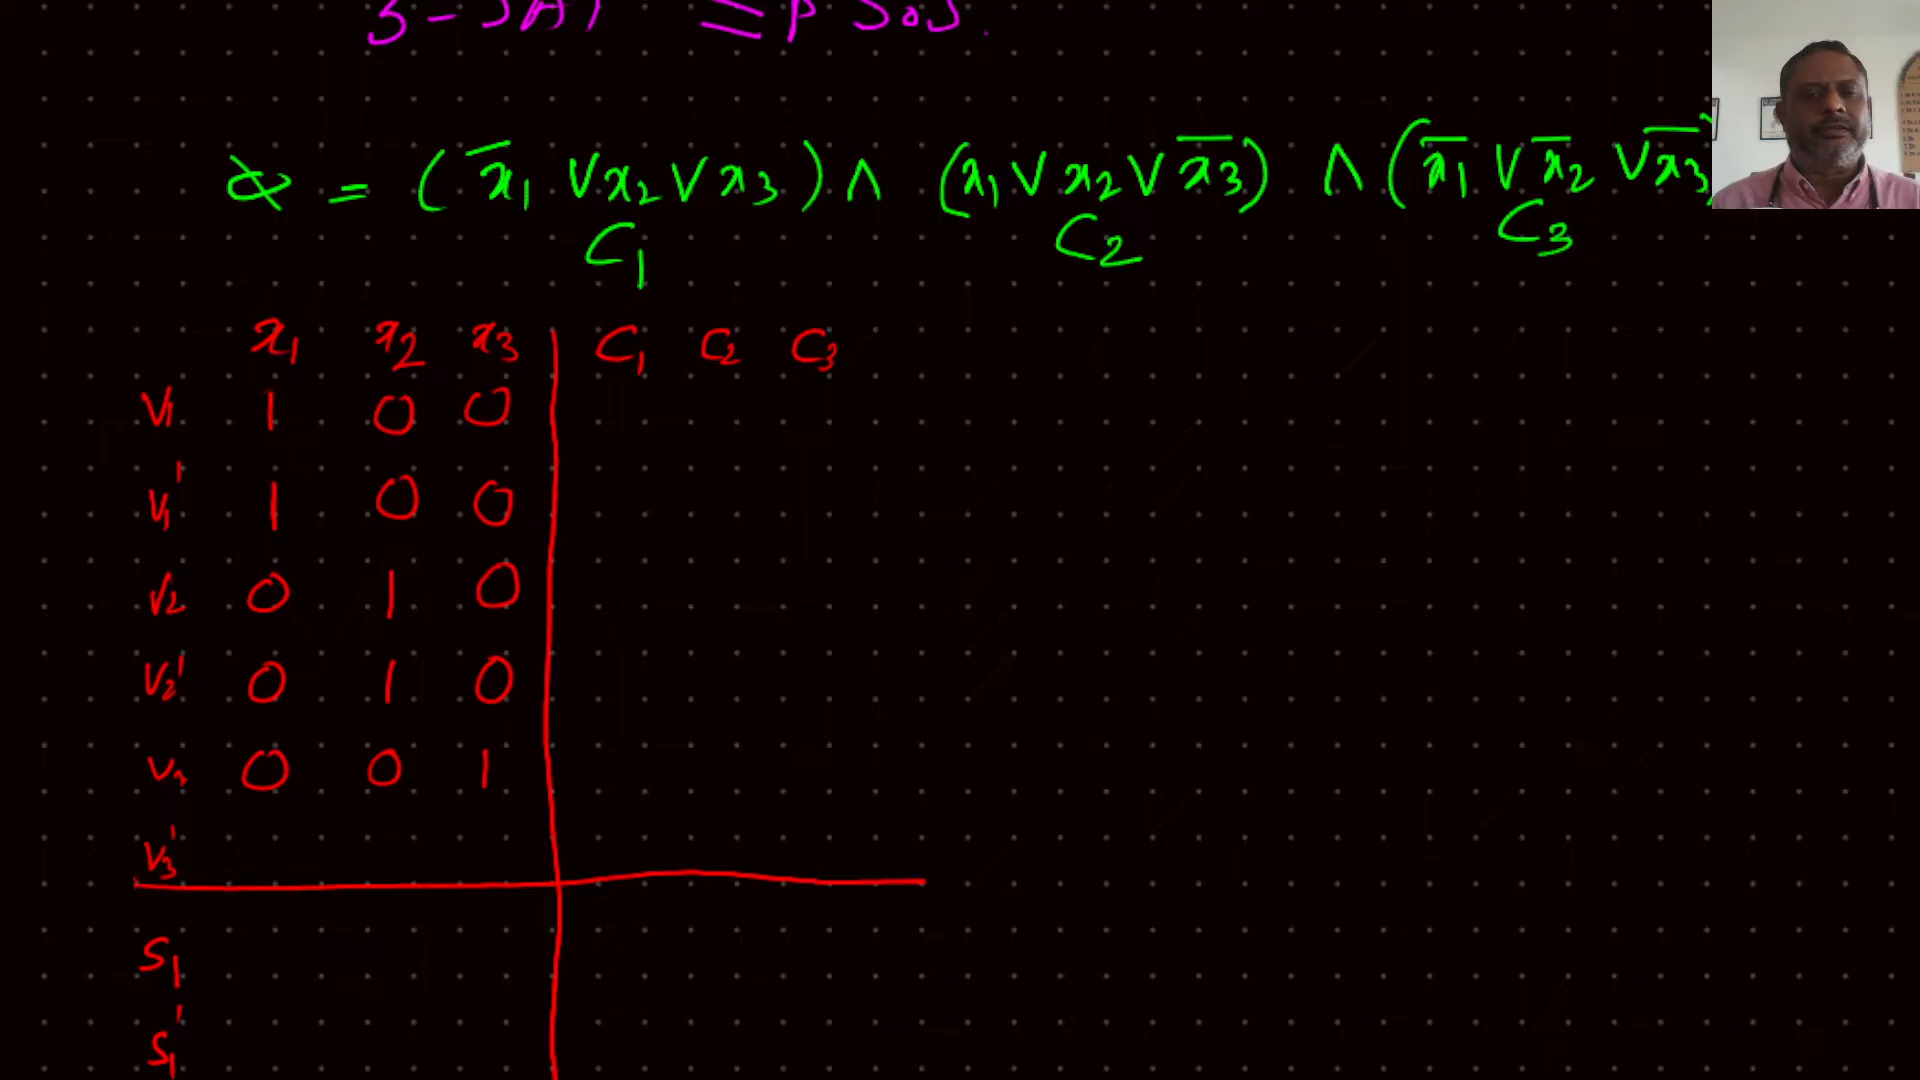 3-SAT ≤p SoS.
α = (x̅₁ ∨ x₂ ∨ x₃) ∧ (x₁ ∨ x₂ ∨ x̅₃) ∧ (x̅₁ ∨ x̅₂ ∨ x̅₃)
C₁ C₂ C₃
x₁ x₂ x₃ C₁ C₂ C₃
V₁ 1 0 0
V₁' 1 0 0
V₂ 0 1 0
V₂' 0 1 0
V₃ 0 0 1
V₃'
S₁
S₁'